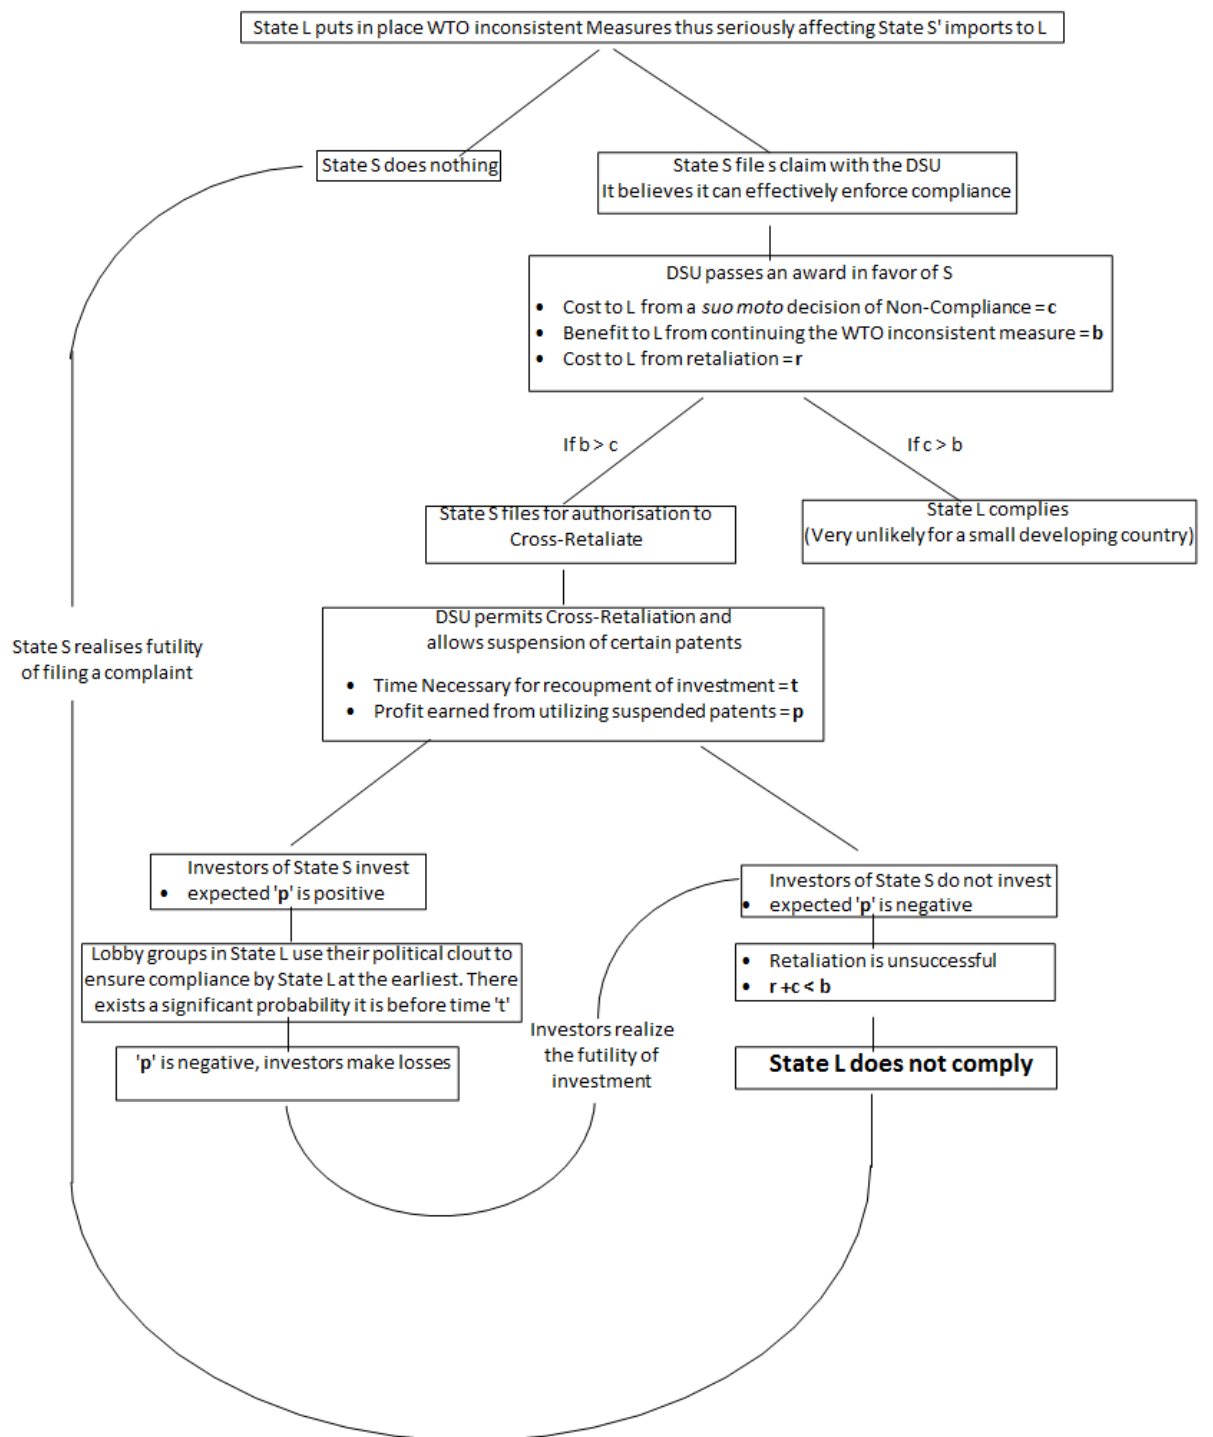 State L puts in place WTO inconsistent Measures thus seriously affecting State S' imports to L
State S does nothing
State S file s claim with the DSU
It believes it can effectively enforce compliance
DSU passes an award in favor of S
• Cost to L from a suo moto decision of Non-Compliance = c
• Benefit to L from continuing the WTO inconsistent measure = b
• Cost to L from retaliation = r
If b > c
If c > b
State S files for authorisation to
Cross-Retaliate
State L complies
(Very unlikely for a small developing country)
DSU permits Cross-Retaliation and
allows suspension of certain patents
• Time Necessary for recoupment of investment = t
• Profit earned from utilizing suspended patents = p
State S realises futility
of filing a complaint
Investors of State S invest
• expected 'p' is positive
Investors of State S do not invest
• expected 'p' is negative
Lobby groups in State L use their political clout to
ensure compliance by State L at the earliest. There
exists a significant probability it is before time 't'
• Retaliation is unsuccessful
• r +c < b
Investors realize
the futility of
investment
'p' is negative, investors make losses
State L does not comply